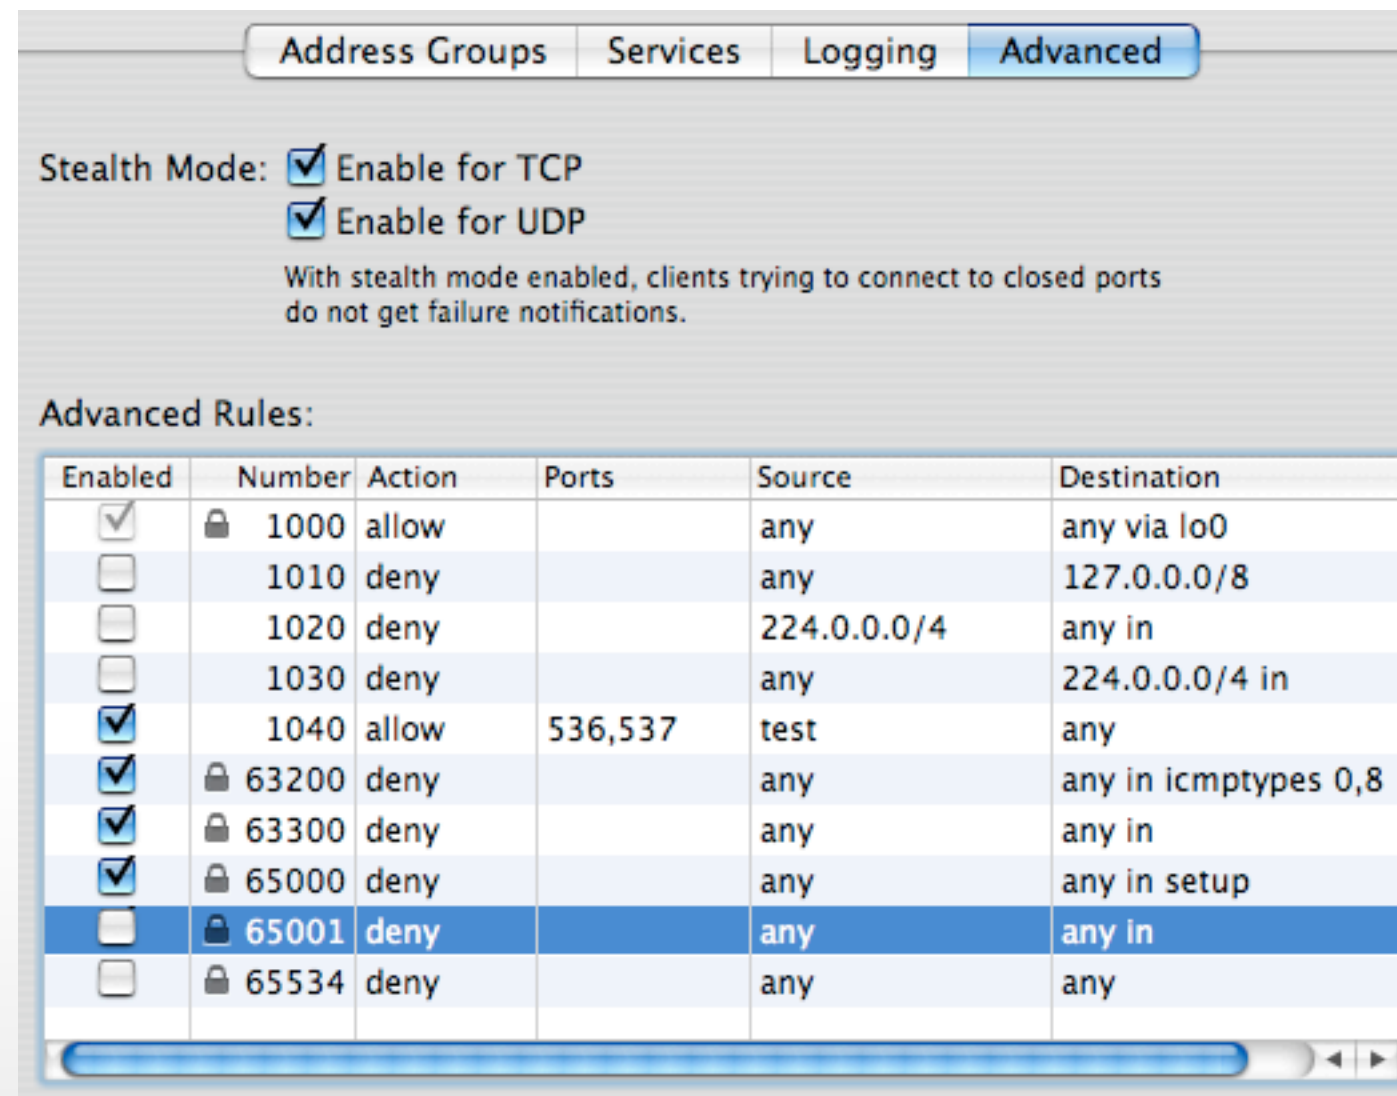 Address Groups Services Logging Advanced
Stealth Mode: Enable for TCP
Enable for UDP
With stealth mode enabled, clients trying to connect to closed ports
do not get failure notifications.
Advanced Rules:
Enabled Number Action Ports Source Destination
1000 allow any any via lo0
1010 deny any 127.0.0.0/8
1020 deny 224.0.0.0/4 any in
1030 deny any 224.0.0.0/4 in
1040 allow 536,537 test any
63200 deny any any in icmptypes 0,8
63300 deny any any in
65000 deny any any in setup
65001 deny any any in
65534 deny any any